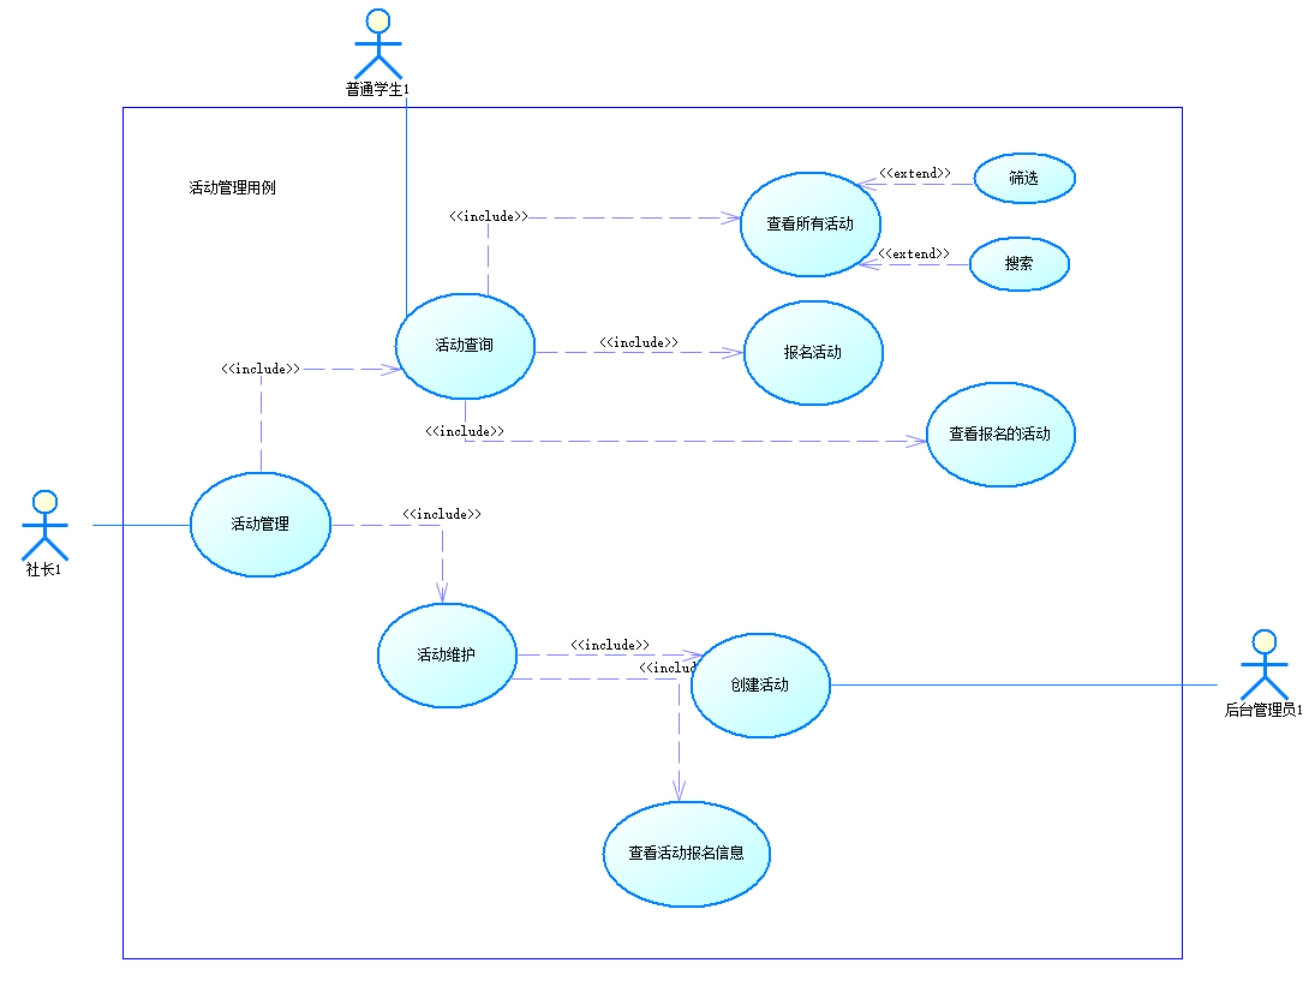 普通学生1
活动管理用例
<<extend>>
筛选
<<include>>
查看所有活动
<<extend>>
搜索
活动查询
<<include>>
报名活动
<<include>>
<<include>>
查看报名的活动
活动管理
<<include>>
社长1
活动维护
<<include>>
<<includ
创建活动
后台管理员1
查看活动报名信息